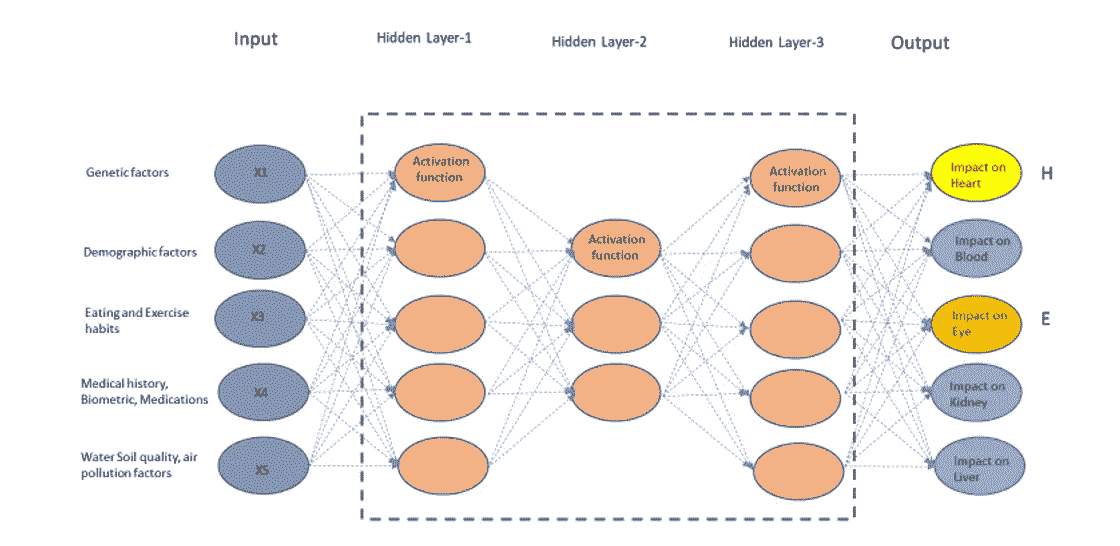 Input
Hidden Layer-1
Hidden Layer-2
Hidden Layer-3
Output
Genetic factors
X1
Activation
function
Activation
function
Impact on
Heart
H
Demographic factors
X2
Activation
function
Impact on
Blood
Eating and Exercise
habits
X3
Impact on
Eye
E
Medical history,
Biometric, Medications
X4
Impact on
Kidney
Water Soil quality, air
pollution factors
X5
Impact on
Liver